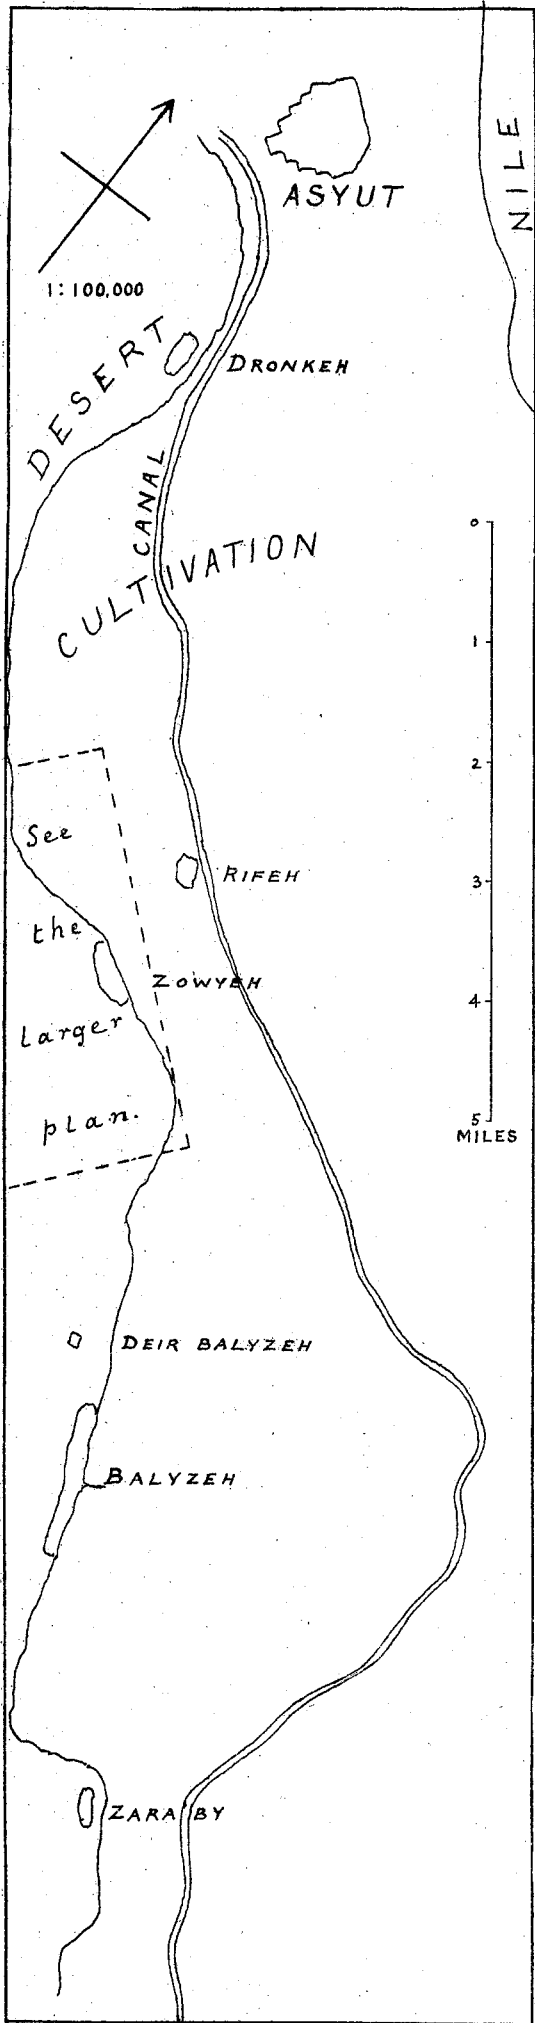 NILE
ASYUT
1:100,000
DESERT
DRONKEH
CANAL
CULTIVATION
0
1
2
See
3
RIFEH
the
ZOWYEH
4
Larger
plan.
5
MILES
DEIR BALYZEH
BALYZEH
ZARABY